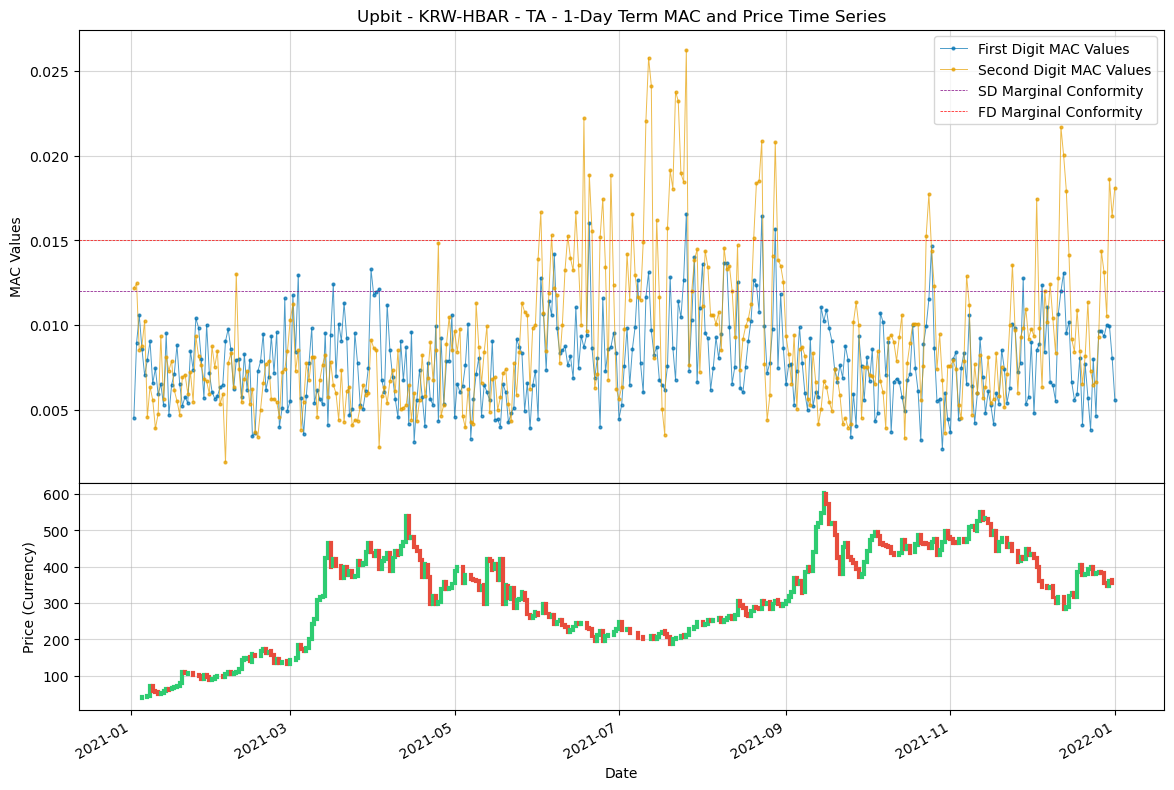 Upbit - KRW-HBAR - TA - 1-Day Term MAC and Price Time Series
First Digit MAC Values
Second Digit MAC Values
SD Marginal Conformity
FD Marginal Conformity
MAC Values
0.025
0.020
0.015
0.010
0.005
Price (Currency)
600
500
400
300
200
100
2021-01
2021-03
2021-05
2021-07
2021-09
2021-11
2022-01
Date